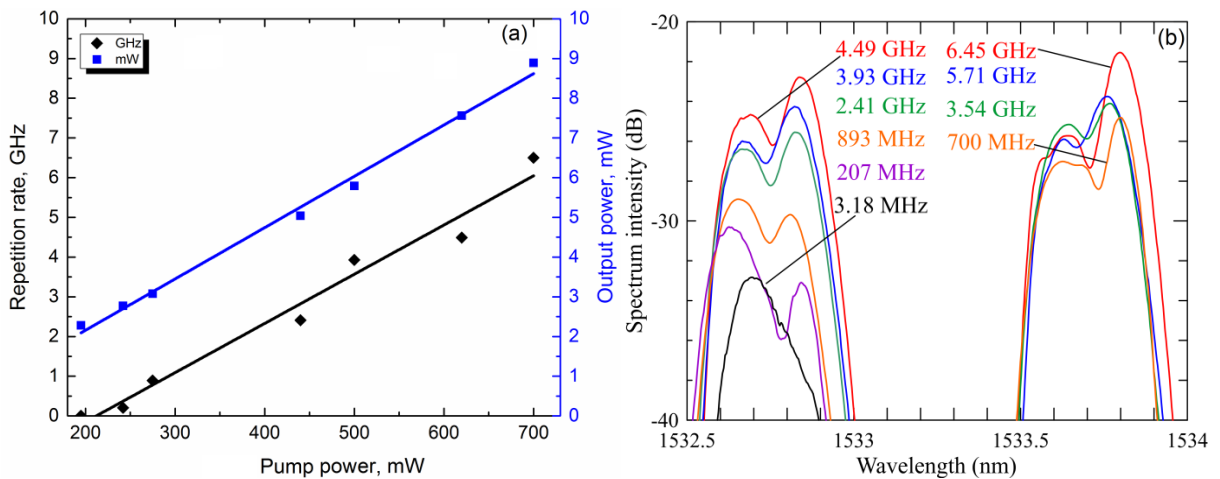 (a)
GHz
mW
10
9
8
7
6
5
4
3
2
1
0
Repetition rate, GHz
200 300 400 500 600 700
Pump power, mW
10
9
8
7
6
5
4
3
2
1
0
Output power, mW
(b)
-20
-30
-40
Spectrum intensity (dB)
4.49 GHz 6.45 GHz
3.93 GHz 5.71 GHz
2.41 GHz 3.54 GHz
893 MHz 700 MHz
207 MHz
3.18 MHz
1532.5 1533 1533.5 1534
Wavelength (nm)